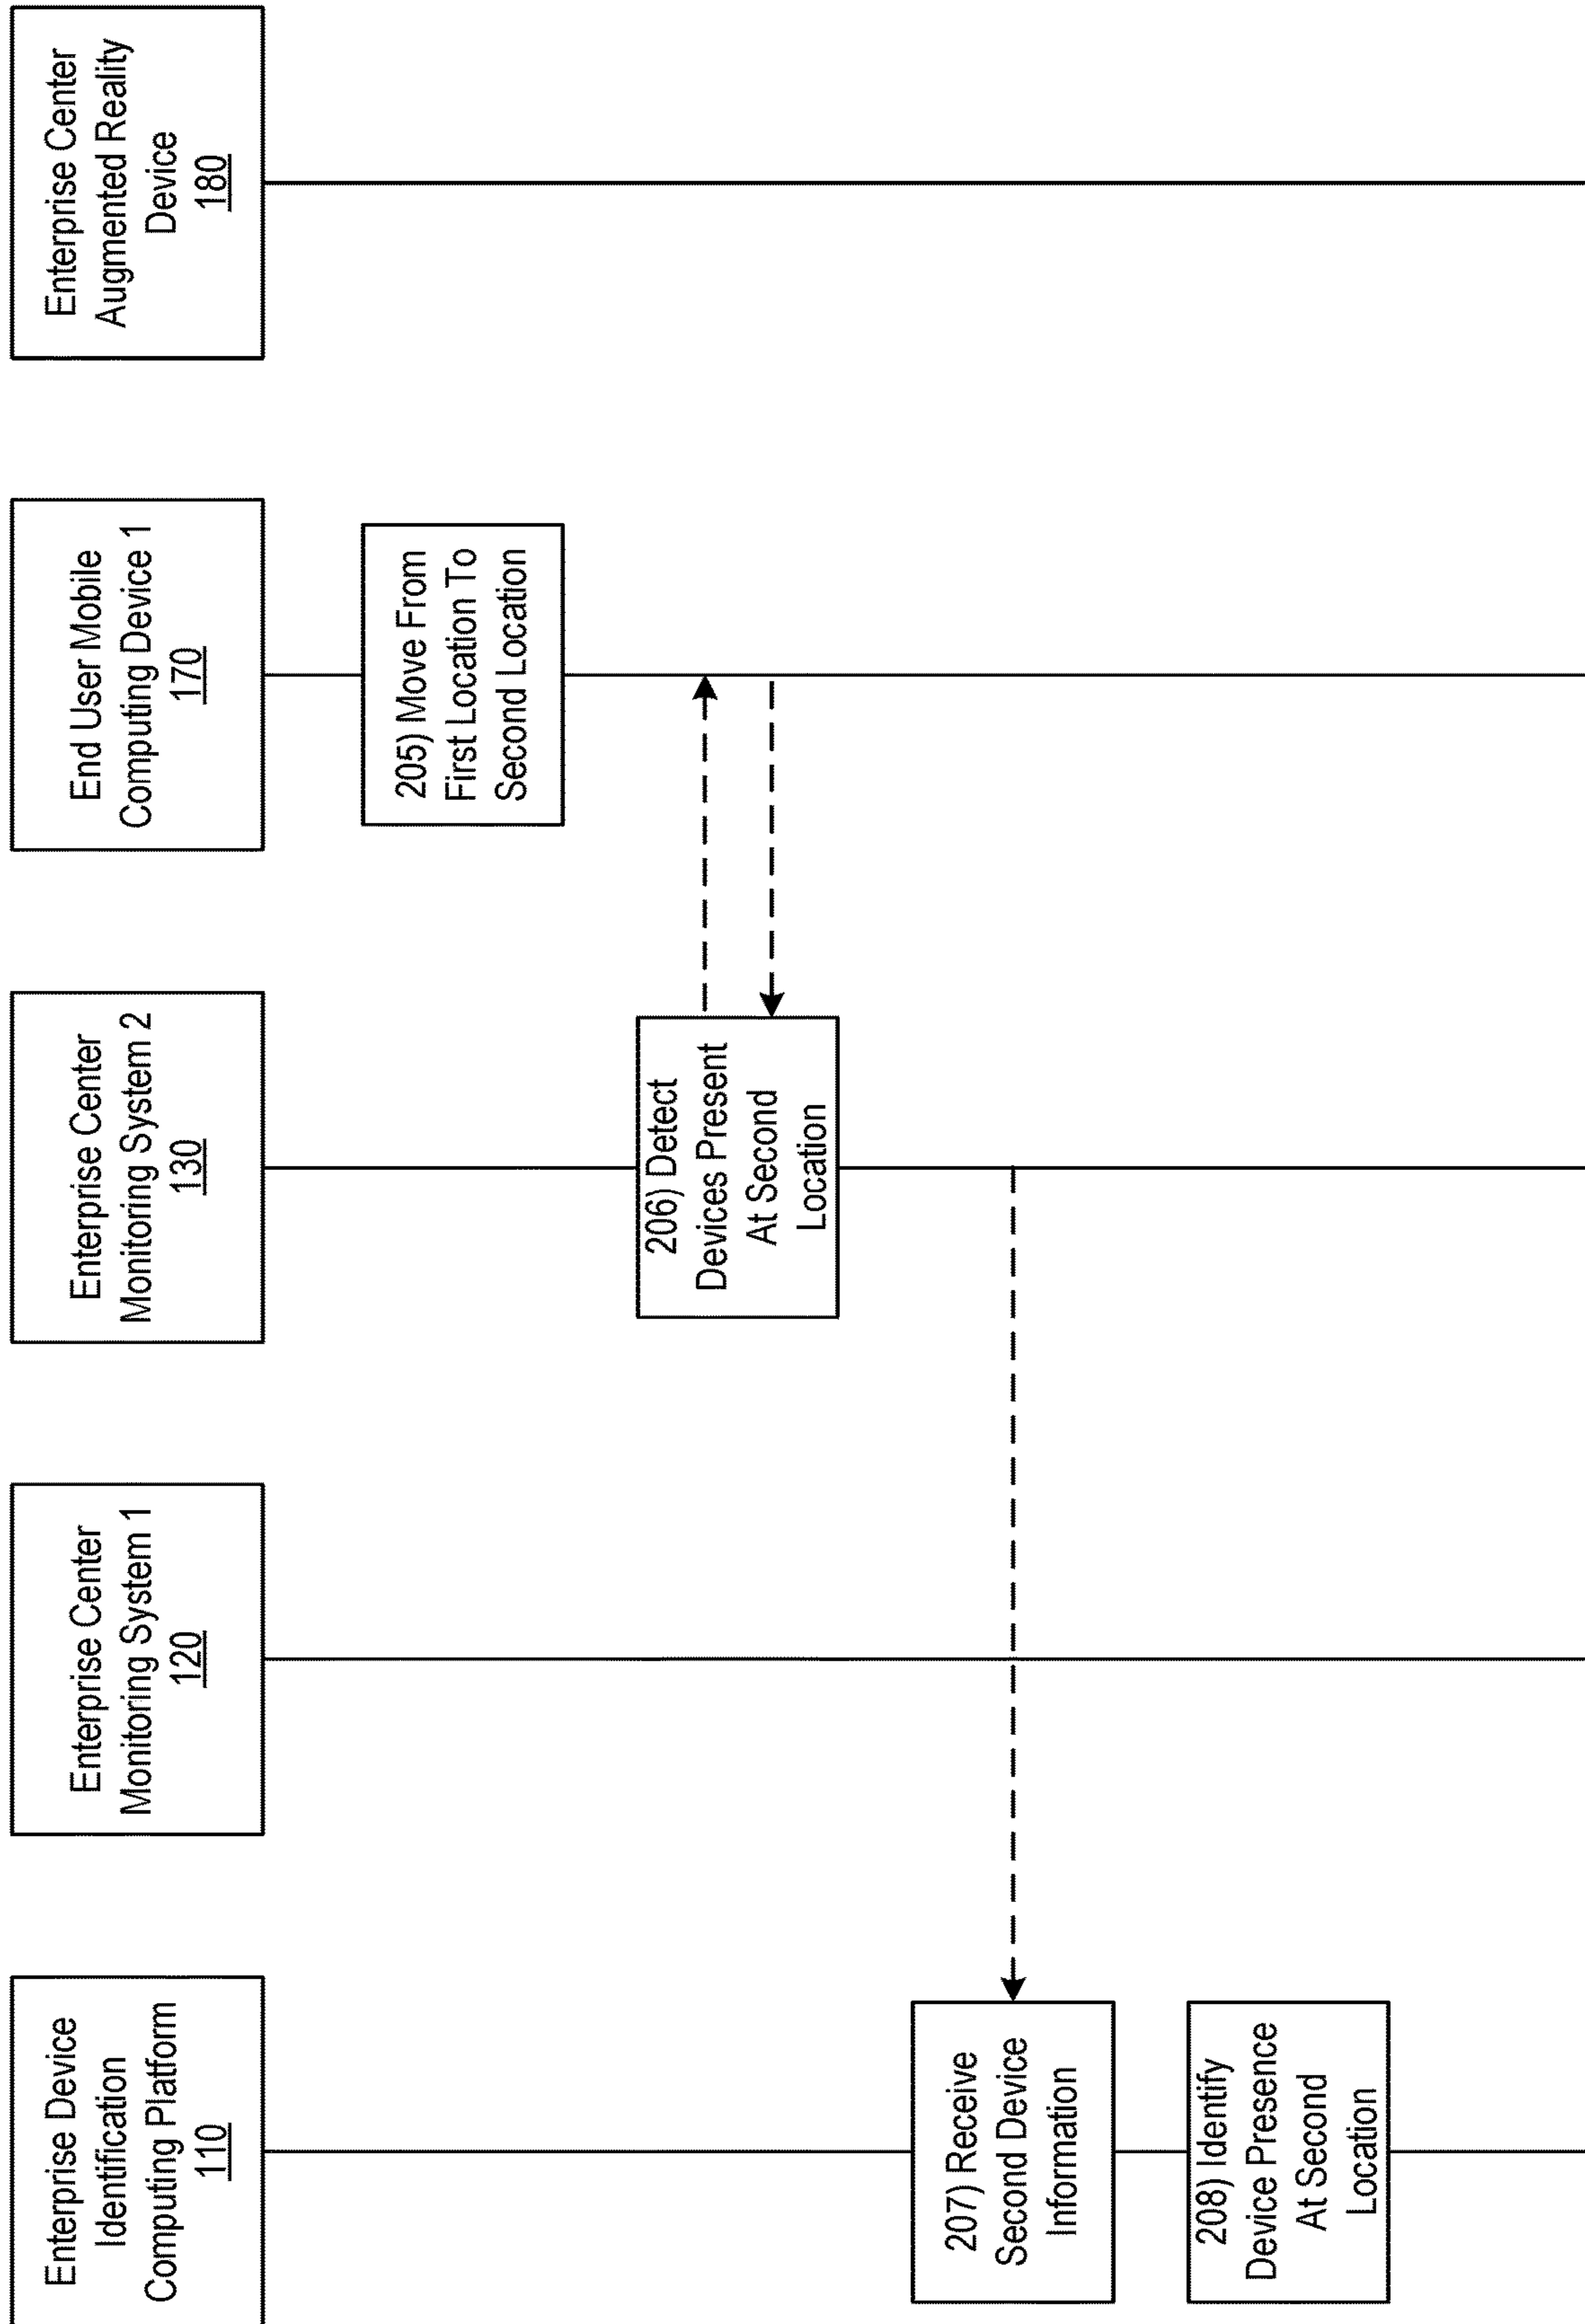 Enterprise Device
Identification
Computing Platform
110
Enterprise Center
Monitoring System 1
120
Enterprise Center
Monitoring System 2
130
End User Mobile
Computing Device 1
170
Enterprise Center
Augmented Reality
Device
180
205) Move From
First Location To
Second Location
206) Detect
Devices Present
At Second
Location
207) Receive
Second Device
Information
208) Identify
Device Presence
At Second
Location